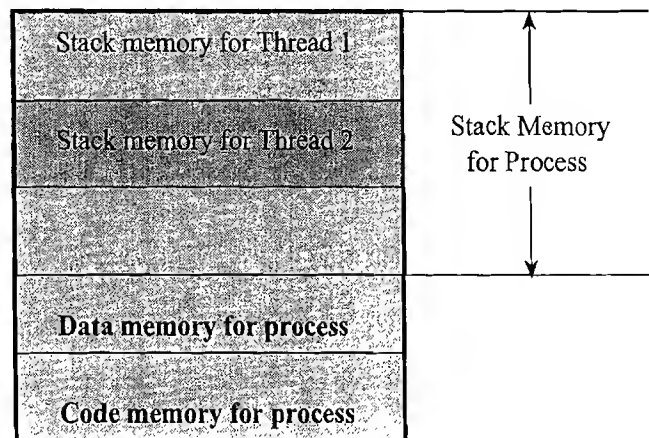 Stack memory for Thread 1
Stack memory for Thread 2
Stack Memory
for Process
Data memory for process
Code memory for process